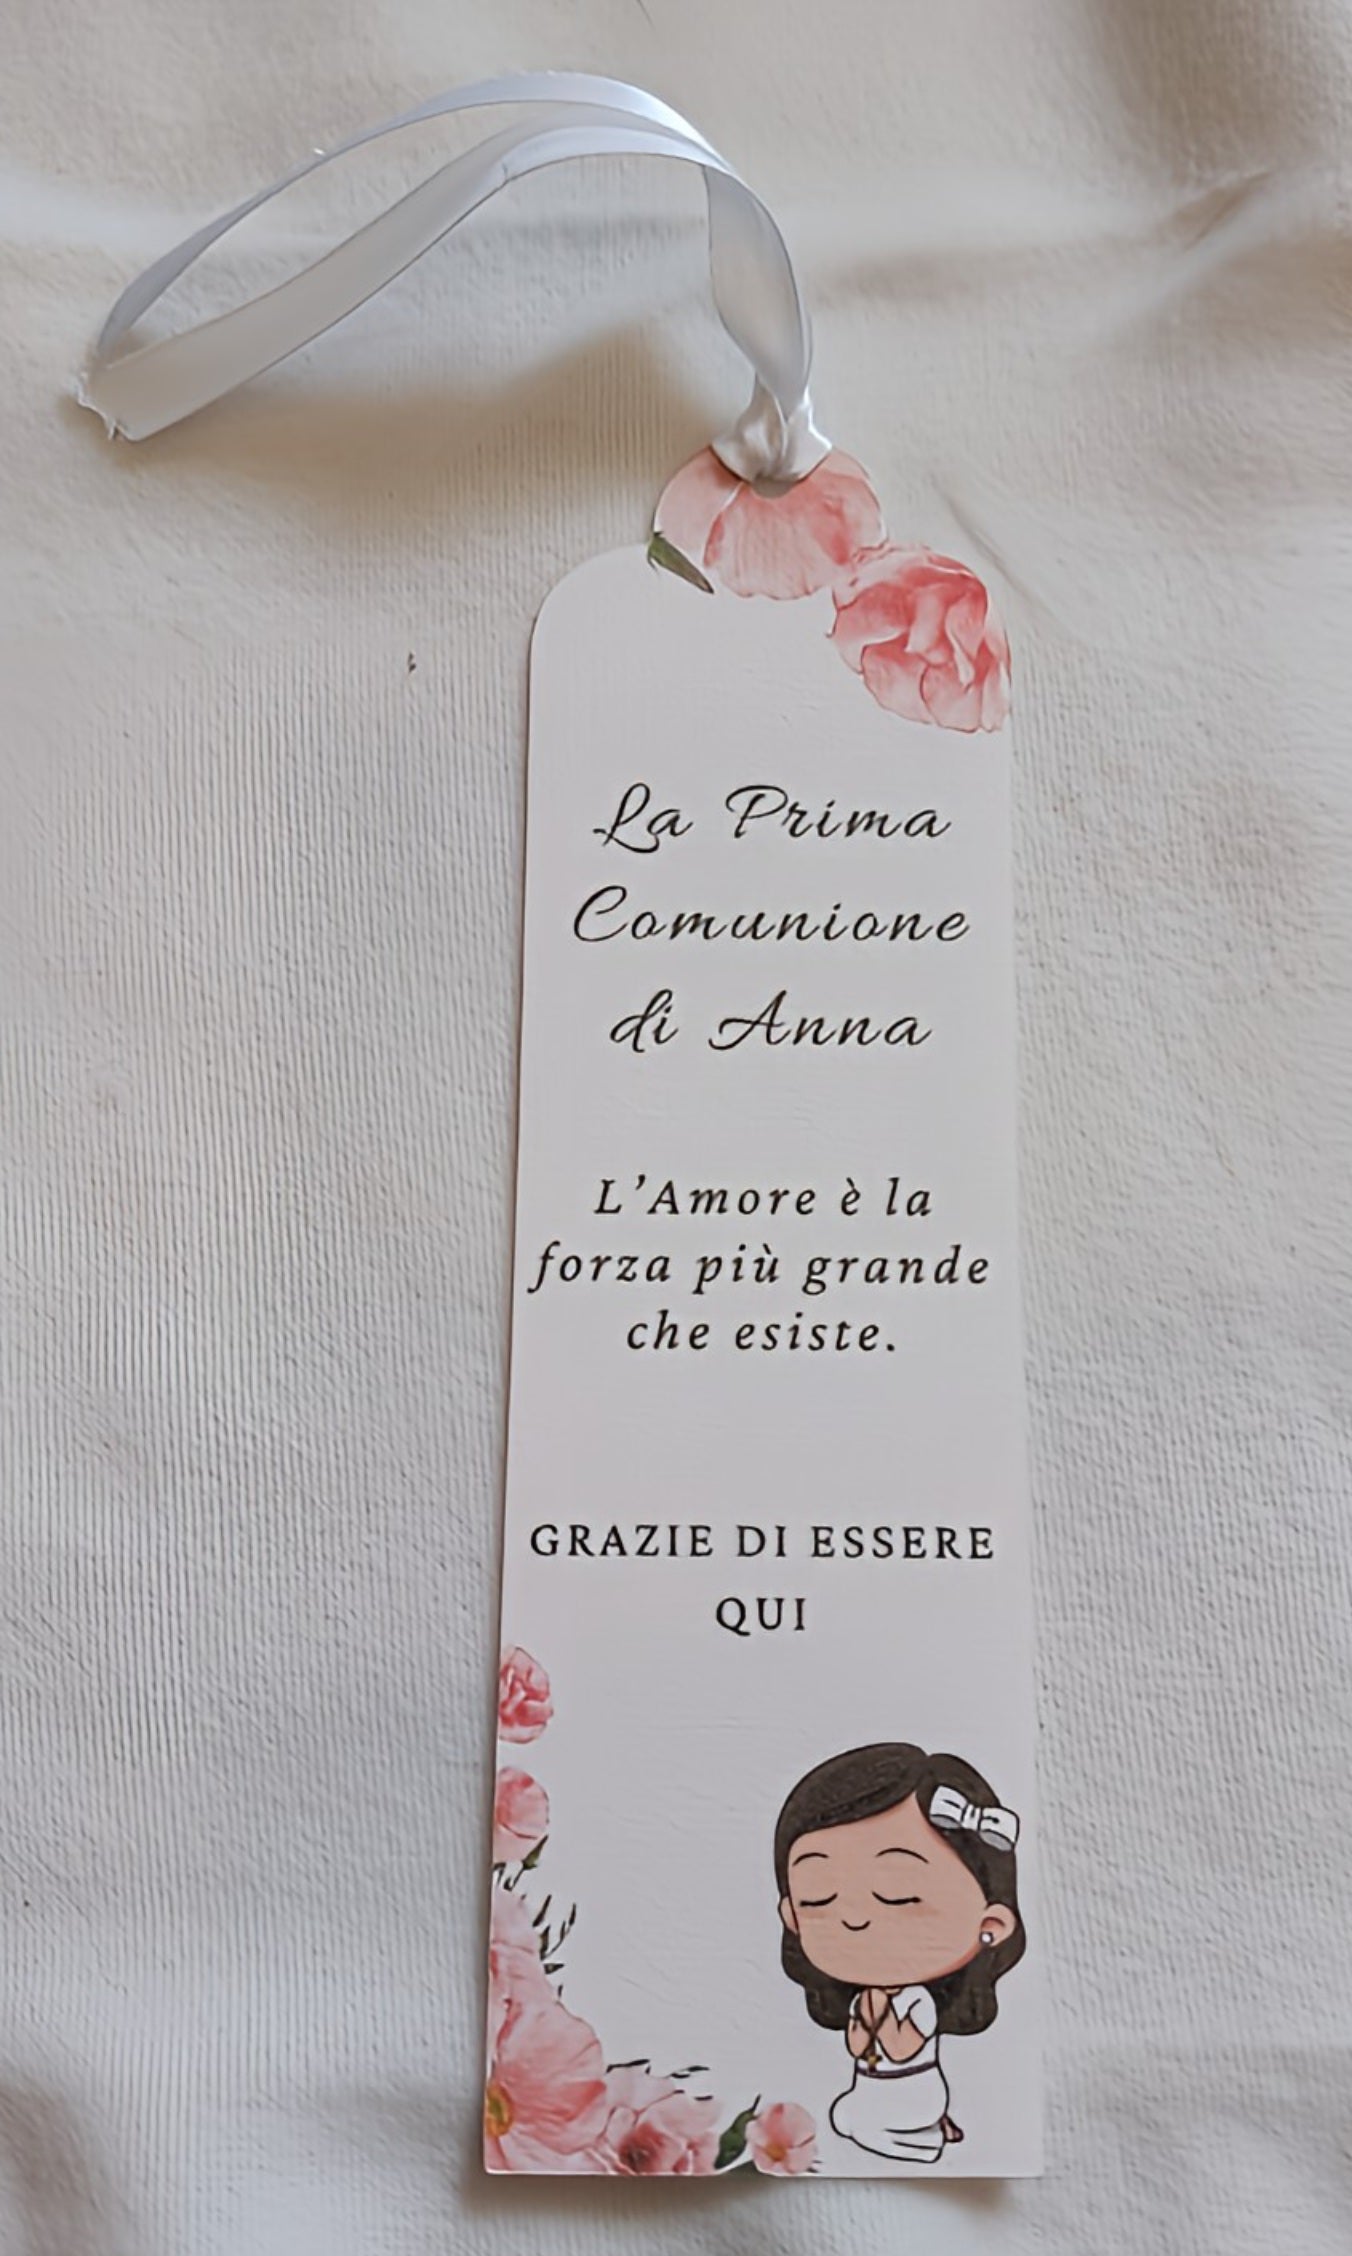 La Prima
Comunione
di Anna
L'Amore è la
forza più grande
che esiste.
GRAZIE DI ESSERE
QUI